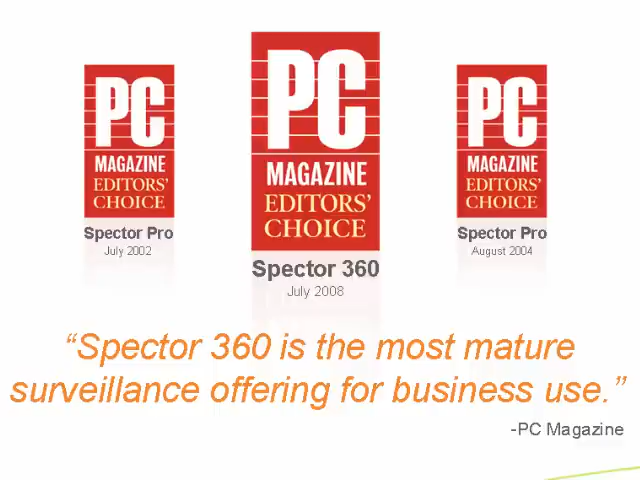 PC
MAGAZINE
EDITORS'
CHOICE
Spector Pro
July 2002
PC
MAGAZINE
EDITORS'
CHOICE
Spector 360
July 2008
PC
MAGAZINE
EDITORS'
CHOICE
Spector Pro
August 2004
“Spector 360 is the most mature
surveillance offering for business use.”
-PC Magazine